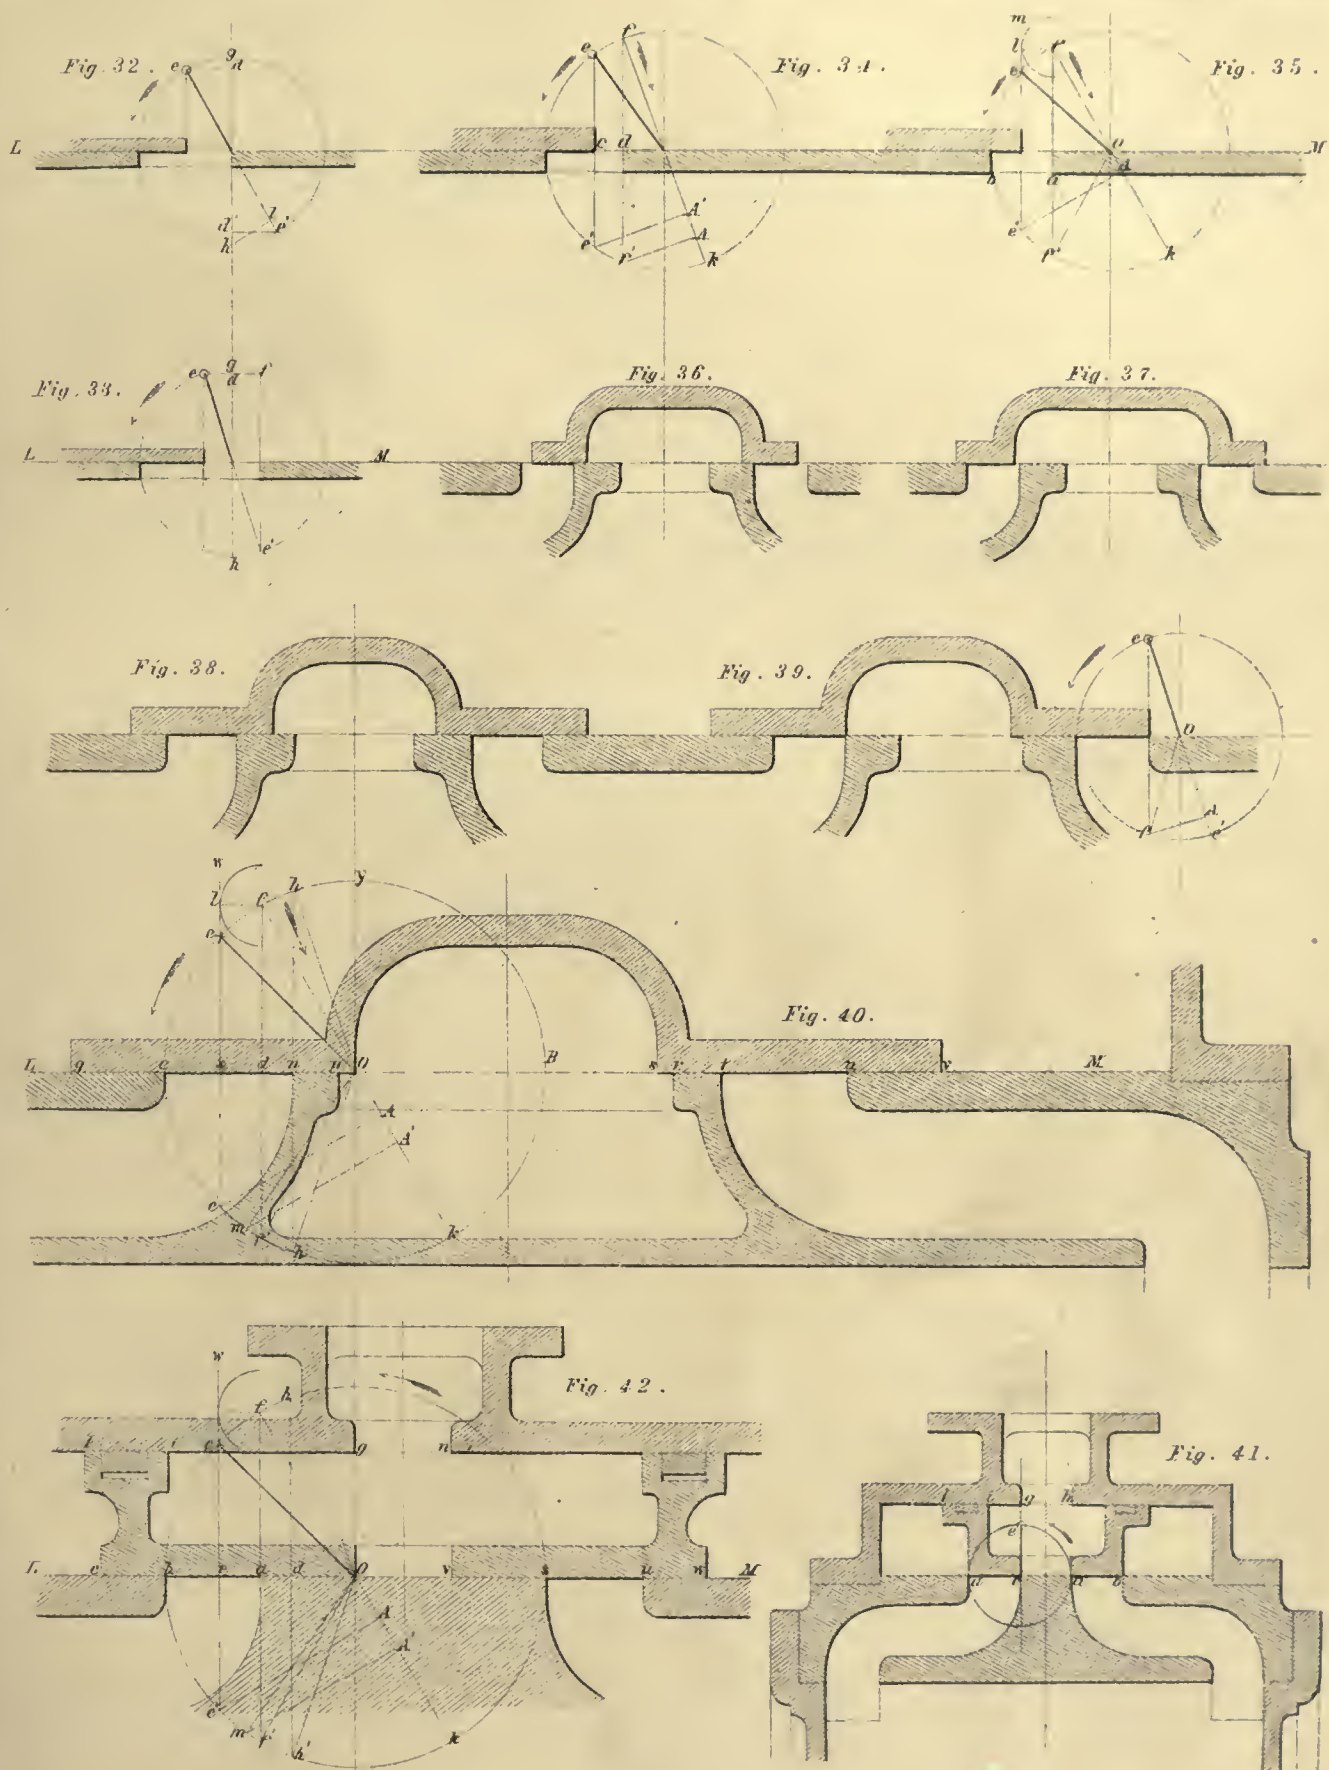 Fig. 32.
e
g
d
L
d'
l
e'
h
Fig. 34.
e
f
c
d
A'
A
e'
f'
k
m
l
f
e
Fig. 35.
O
M
b
a
A
e'
f'
k
Fig. 33.
e
g
d
f
L
M
e'
h
Fig. 36.
Fig. 37.
Fig. 38.
Fig. 39.
e
O
A
f'
e'
w
l
f
h
y
e
Fig. 40.
L
g
c
d
n
O
B
s
r
t
u
v
M
A
A'
e
m
f'
h
k
Fig. 42.
w
f
h
e
g
n
L
c
b
e
a
d
O
v
s
u
w
M
A
A'
e'
m
f'
h'
k
Fig. 41.
l
i
g
h
e
d
r
n
b